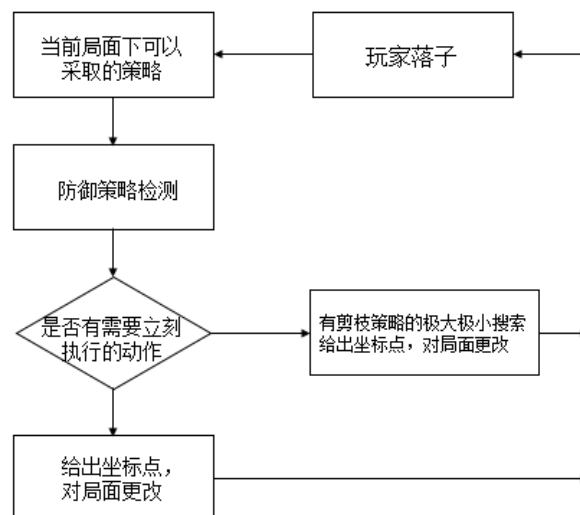 当前局面下可以
采取的策略
玩家落子
防御策略检测
是否有需要立刻
执行的动作
有剪枝策略的极大极小搜索
给出坐标点，对局面更改
给出坐标点，
对局面更改